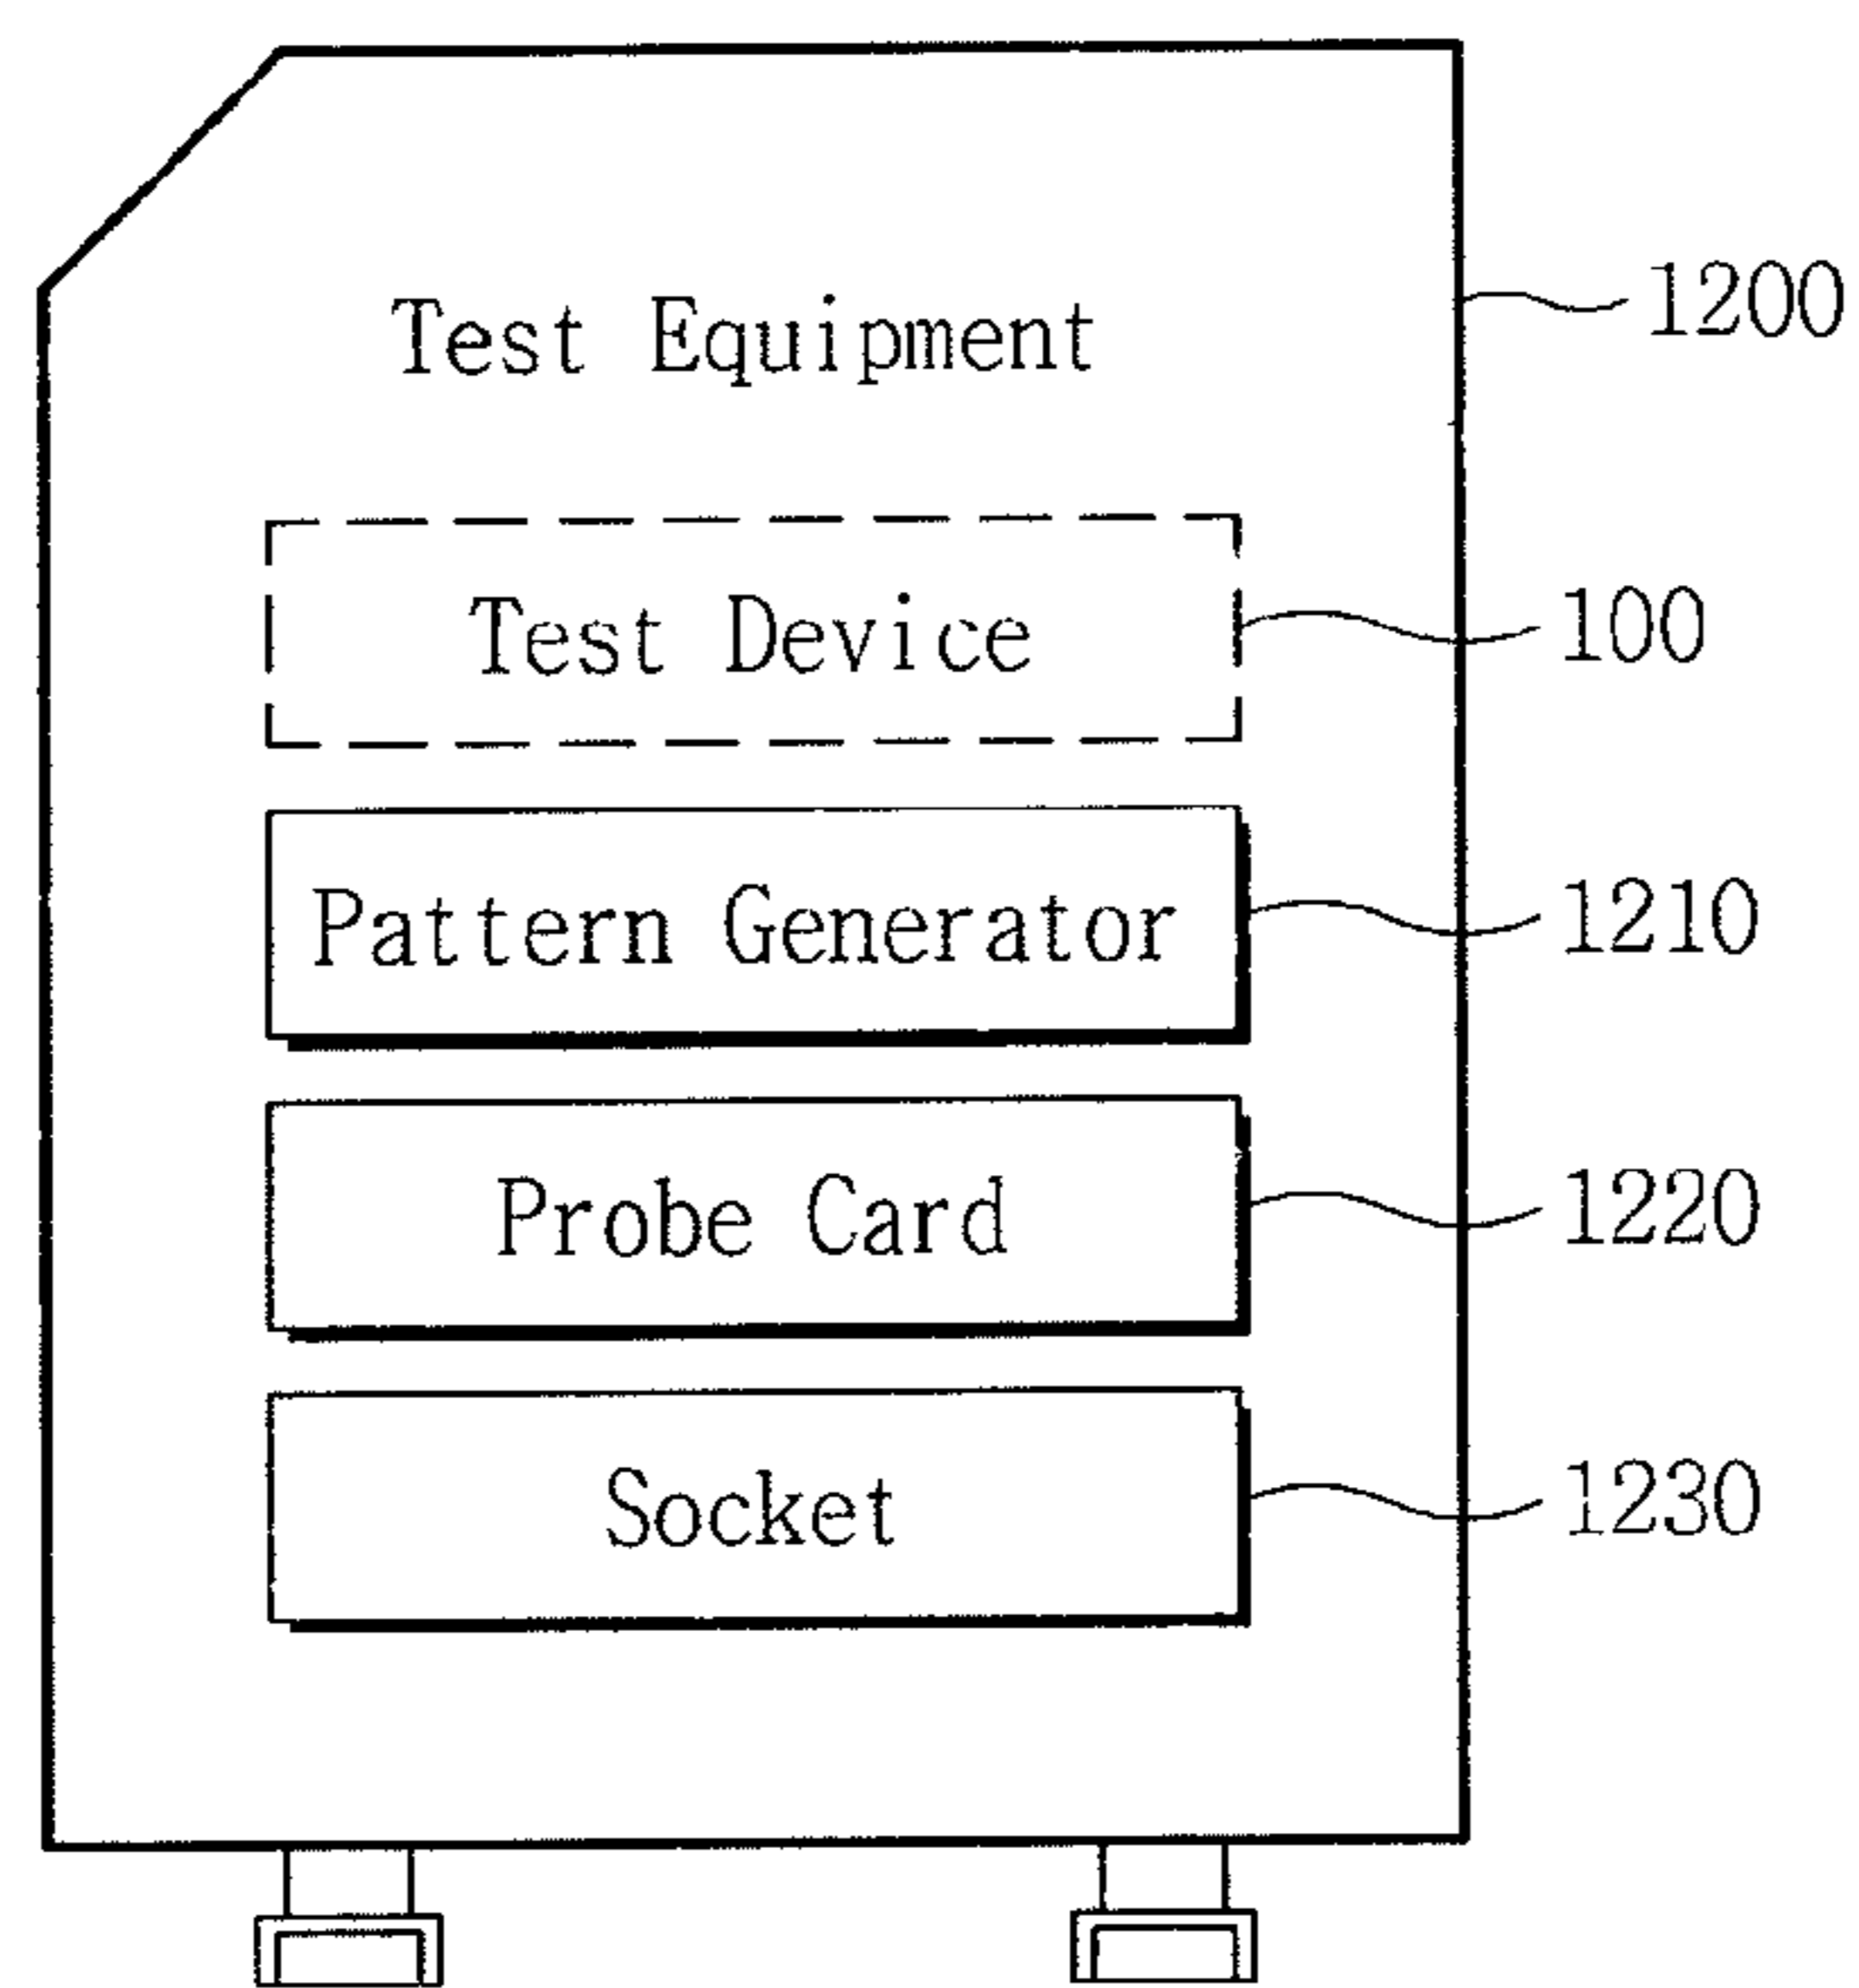 Test Equipment
1200
Test Device
100
Pattern Generator
1210
Probe Card
1220
Socket
1230